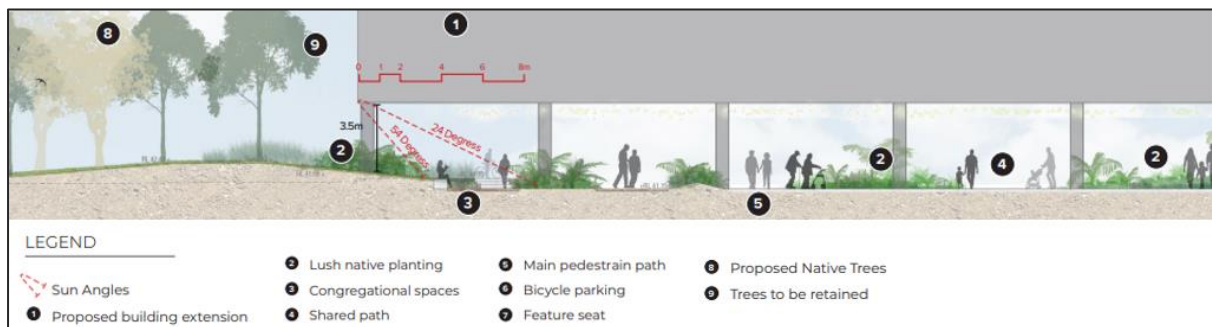 1
8
9
0 1 2 4 6 8m
3.5m
24 Degress
54 Degress
2
2
4
2
3
5
LEGEND
Sun Angles
1 Proposed building extension
2 Lush native planting
3 Congregational spaces
4 Shared path
5 Main pedestrain path
6 Bicycle parking
7 Feature seat
8 Proposed Native Trees
9 Trees to be retained